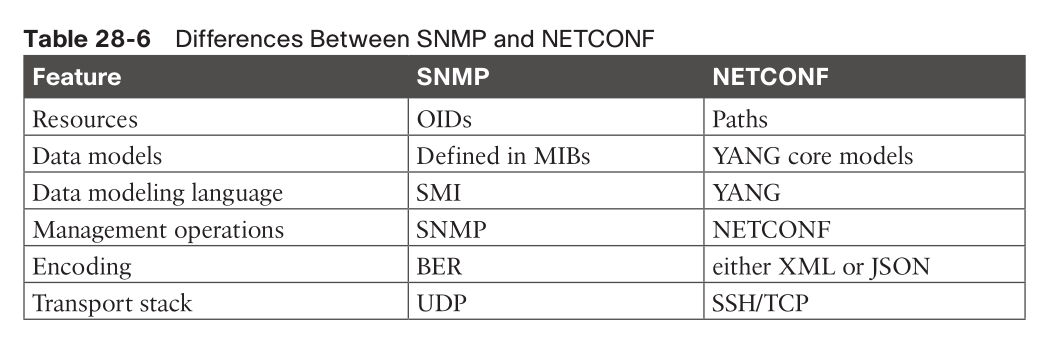 Table 28-6 Differences Between SNMP and NETCONF
Feature SNMP NETCONF
Resources OIDs Paths
Data models Defined in MIBs YANG core models
Data modeling language SMI YANG
Management operations SNMP NETCONF
Encoding BER either XML or JSON
Transport stack UDP SSH/TCP